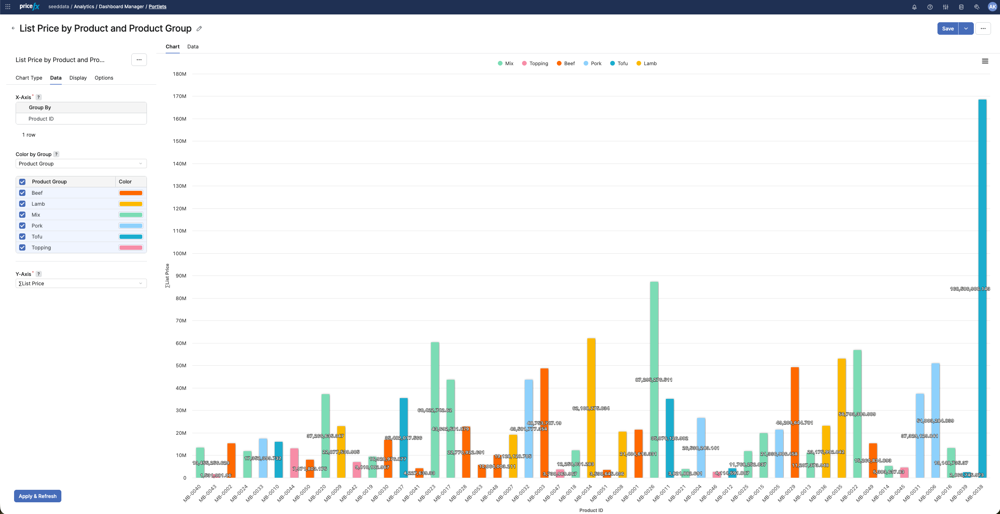 pricefx seeddata / Analytics / Dashboard Manager / Portlets AK
List Price by Product and Product Group Save
Chart Data
List Price by Product and Pro...
Chart Type Data Display Options
X-Axis * ?
Group By
Product ID
1 row
Color by Group ?
Product Group
Product Group Color
Beef
Lamb
Mix
Pork
Tofu
Topping
Y-Axis * ?
∑List Price
Apply & Refresh
Mix Topping Beef Pork Tofu Lamb
180M
170M
160M
150M
140M
130M
120M
110M
100M
90M
80M
70M
60M
50M
40M
30M
20M
10M
0
∑List Price
13,455,256.629
1,531,981.06
17,352,399.732
7,971,803.175
37,266,635.347
22,877,530.905
9,410,102.967
16,920,976.877
35,482,017.566
4,227,639.33
60,422,742.62
43,692,581.079
22,770,922.691
10,064,003.211
19,128,128.705
43,581,777.354
48,753,747.19
3,730,969.967
12,250,031.283
62,108,275.034
3,530,645.436
21,404,613.331
87,295,276.511
35,076,126.902
3,821,882.691
26,530,243.141
4,114,591.807
11,768,252.037
21,336,906.458
49,209,644.781
11,207,373.948
23,175,992.042
56,793,309.909
15,260,834.893
5,303,637.83
37,329,129.841
51,003,284.839
13,148,735.37
2,463,745.973
168,506,906.143
MB-0040 MB-0043 MB-0002 MB-0024 MB-0033 MB-0010 MB-0044 MB-0050 MB-0020 MB-0009 MB-0042 MB-0019 MB-0030 MB-0037 MB-0041 MB-0023 MB-0017 MB-0028 MB-0053 MB-0048 MB-0007 MB-0032 MB-0003 MB-0047 MB-0018 MB-0034 MB-0051 MB-0008 MB-0001 MB-0026 MB-0011 MB-0021 MB-0004 MB-0046 MB-0012 MB-0025 MB-0015 MB-0005 MB-0029 MB-0013 MB-0036 MB-0035 MB-0022 MB-0049 MB-0014 MB-0045 MB-0031 MB-0006 MB-0016 MB-0039 MB-0038
Product ID